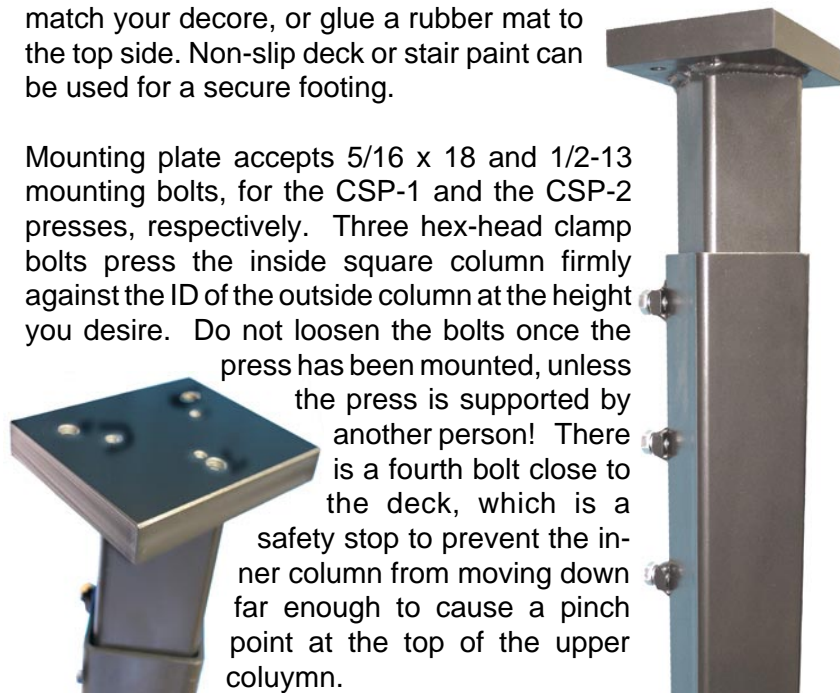 match your decore, or glue a rubber mat to
the top side. Non-slip deck or stair paint can
be used for a secure footing.
Mounting plate accepts 5/16 x 18 and 1/2-13
mounting bolts, for the CSP-1 and the CSP-2
presses, respectively. Three hex-head clamp
bolts press the inside square column firmly
against the ID of the outside column at the height
you desire. Do not loosen the bolts once the
press has been mounted, unless
the press is supported by
another person! There
is a fourth bolt close to
the deck, which is a
safety stop to prevent the in-
ner column from moving down
far enough to cause a pinch
point at the top of the upper
coluymn.